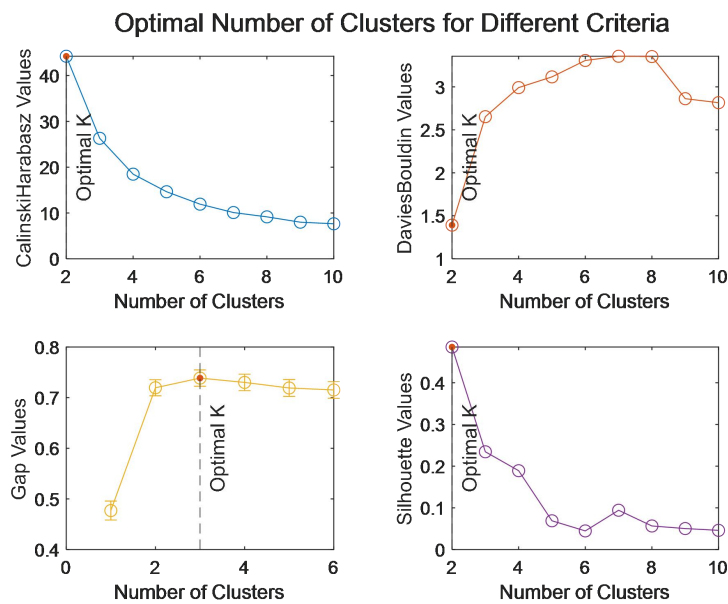 Optimal Number of Clusters for Different Criteria
CalinskiHarabasz Values
40
30
20
10
0
Optimal K
2 4 6 8 10
Number of Clusters
DaviesBouldin Values
3
2.5
2
1.5
1
Optimal K
2 4 6 8 10
Number of Clusters
Gap Values
0.8
0.7
0.6
0.5
0.4
Optimal K
0 2 4 6
Number of Clusters
Silhouette Values
0.4
0.3
0.2
0.1
0
Optimal K
2 4 6 8 10
Number of Clusters